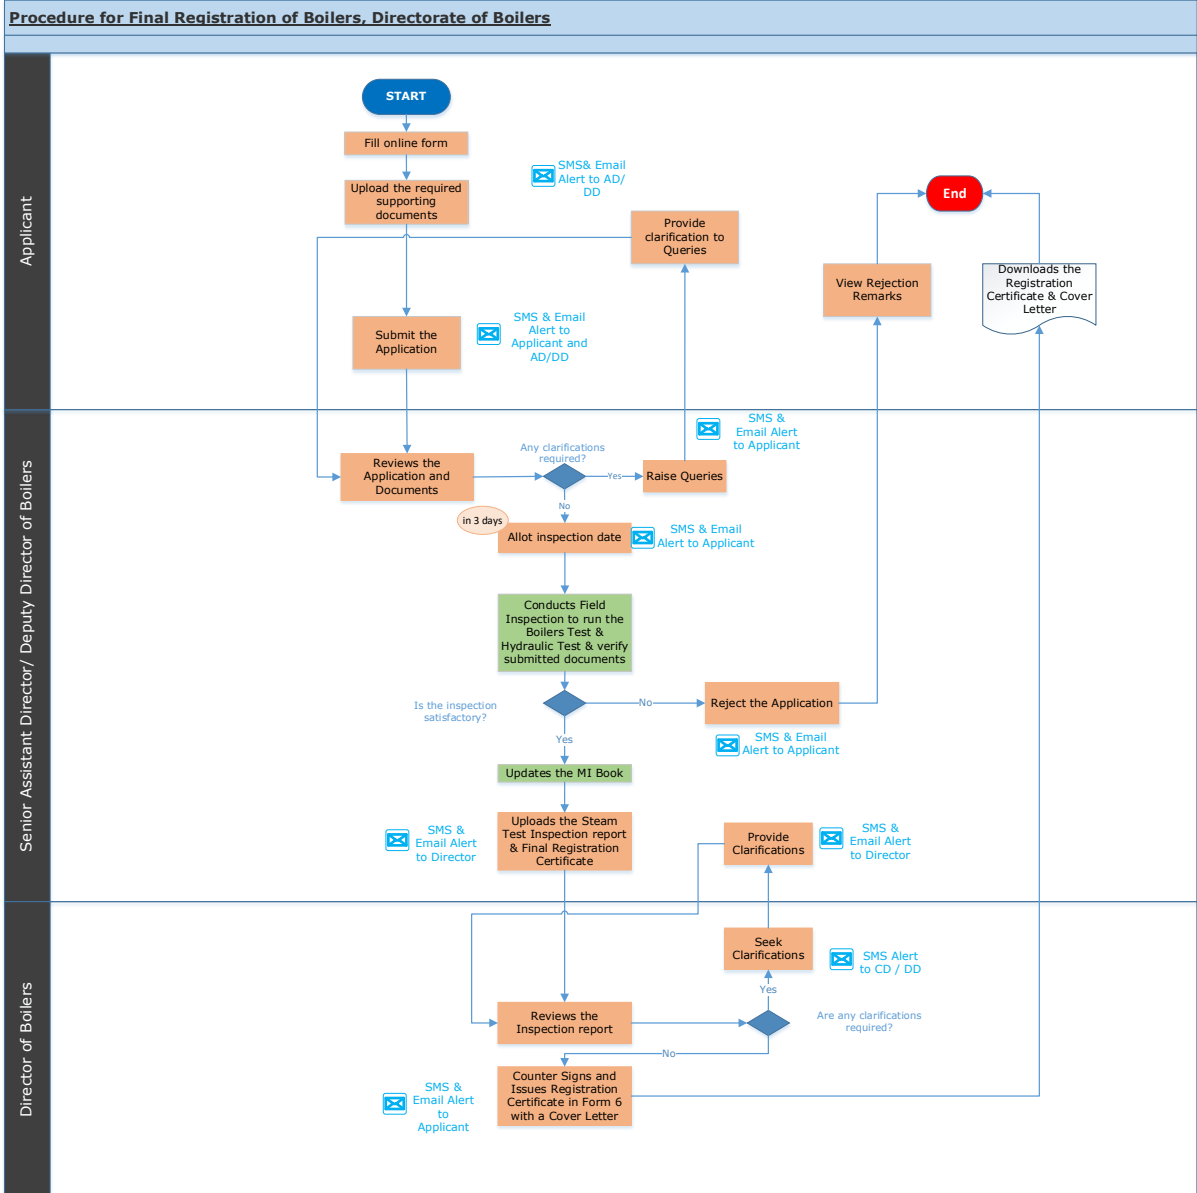 Procedure for Final Registration of Boilers, Directorate of Boilers
Applicant
START
Fill online form
Upload the required
supporting
documents
SMS& Email
Alert to AD/
DD
Provide
clarification to
Queries
End
View Rejection
Remarks
Downloads the
Registration
Certificate & Cover
Letter
Submit the
Application
SMS & Email
Alert to
Applicant and
AD/DD
Senior Assistant Director/ Deputy Director of Boilers
Reviews the
Application and
Documents
Any clarifications
required?
Yes
Raise Queries
SMS &
Email Alert
to Applicant
No
in 3 days
Allot inspection date
SMS & Email
Alert to Applicant
Conducts Field
Inspection to run the
Boilers Test &
Hydraulic Test & verify
submitted documents
Is the inspection
satisfactory?
No
Reject the Application
SMS & Email
Alert to Applicant
Yes
Updates the MI Book
Uploads the Steam
Test Inspection report
& Final Registration
Certificate
SMS &
Email Alert
to Director
Provide
Clarifications
SMS &
Email Alert
to Director
Director of Boilers
Seek
Clarifications
SMS Alert
to CD / DD
Yes
Reviews the
Inspection report
Are any clarifications
required?
No
Counter Signs and
Issues Registration
Certificate in Form 6
with a Cover Letter
SMS &
Email Alert
to
Applicant